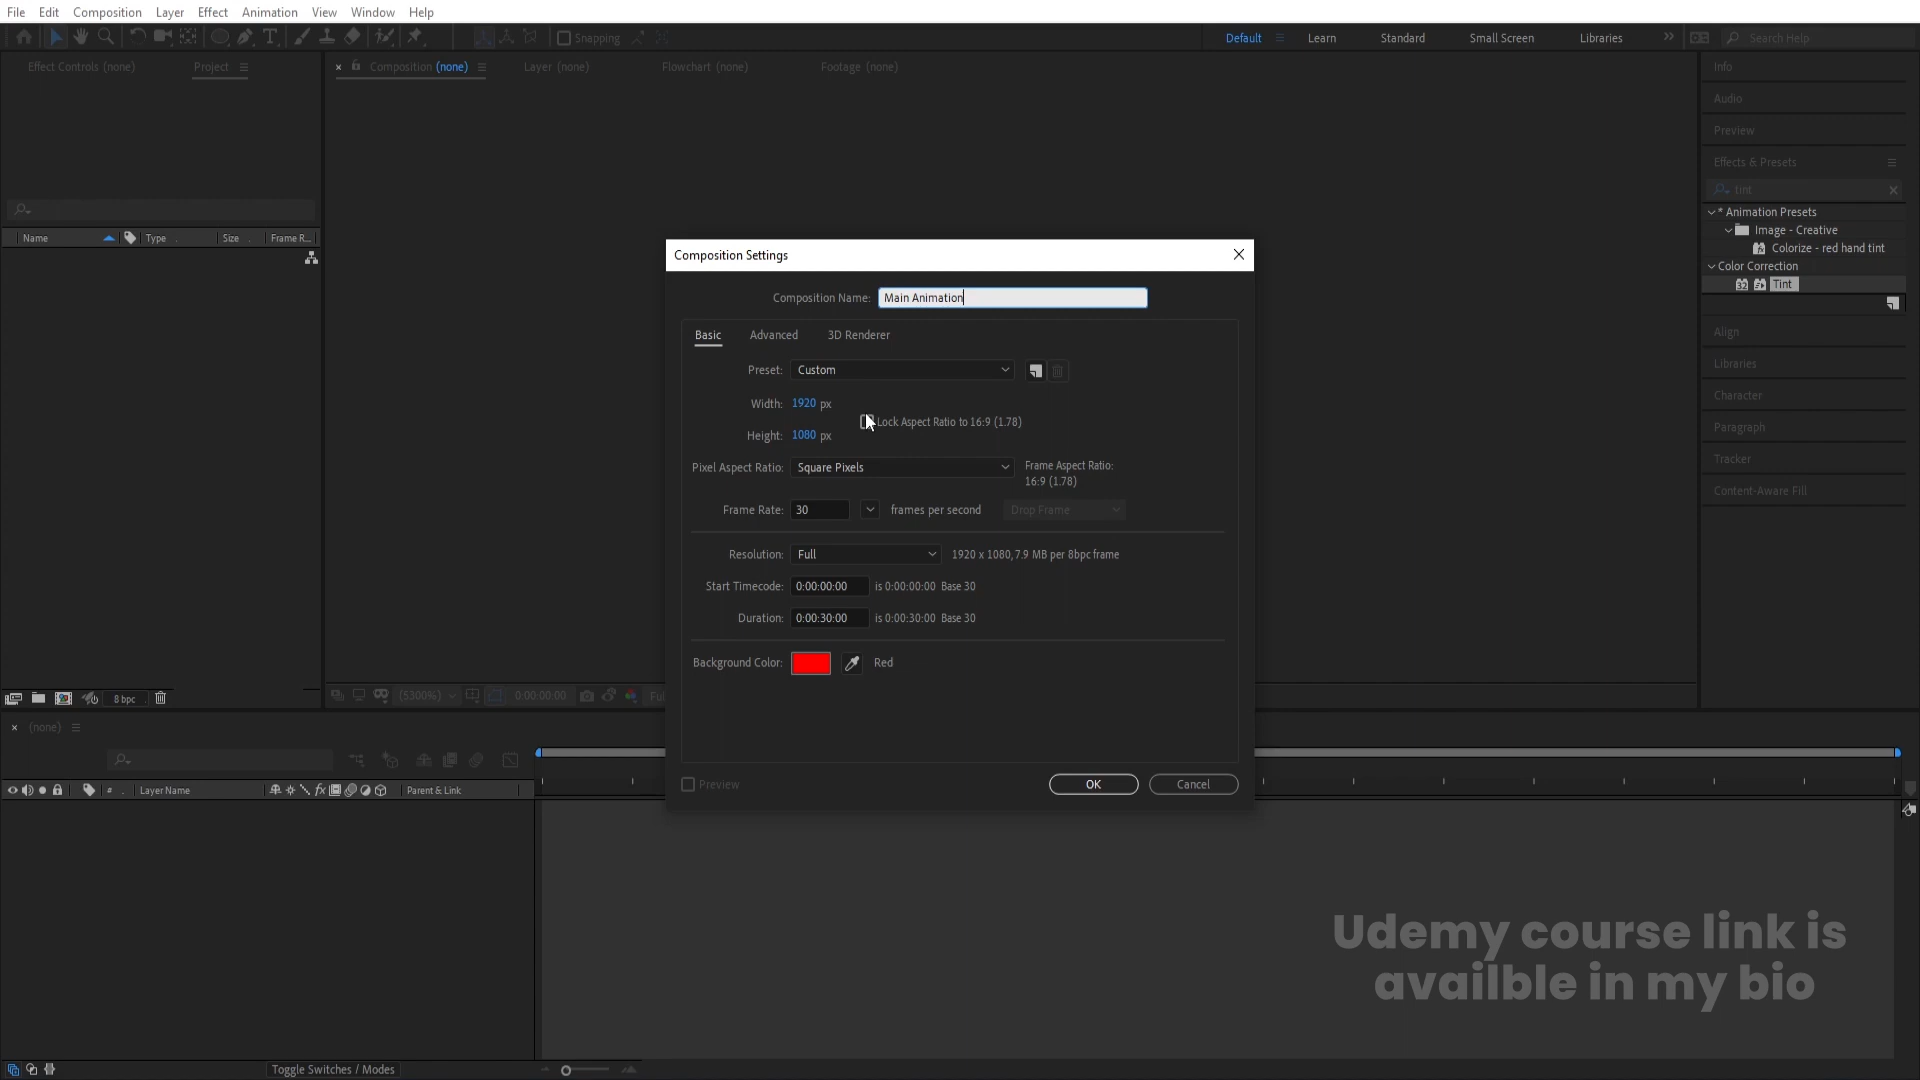 File Edit Composition Layer Effect Animation View Window Help
Snapping
Default Learn Standard Small Screen Libraries
Search Help
Effect Controls (none) Project
Composition (none) Layer (none) Flowchart (none) Footage (none)
Info
Audio
Preview
Effects & Presets
tint
* Animation Presets
Image - Creative
Colorize - red hand tint
Color Correction
32 Tint
Align
Libraries
Character
Paragraph
Tracker
Content-Aware Fill
Name Type Size Frame R...
Composition Settings
Composition Name: Main Animation
Basic Advanced 3D Renderer
Preset: Custom
Width: 1920 px
Lock Aspect Ratio to 16:9 (1.78)
Height: 1080 px
Pixel Aspect Ratio: Square Pixels
Frame Aspect Ratio:
16:9 (1.78)
Frame Rate: 30 frames per second Drop Frame
Resolution: Full 1920 x 1080, 7.9 MB per 8bpc frame
Start Timecode: 0:00:00:00 is 0:00:00:00 Base 30
Duration: 0:00:30:00 is 0:00:30:00 Base 30
Background Color: Red
Preview OK Cancel
8 bpc
(5300%) 0:00:00:00 Ful
(none)
# Layer Name fx Parent & Link
Toggle Switches / Modes
Udemy course link is
availble in my bio